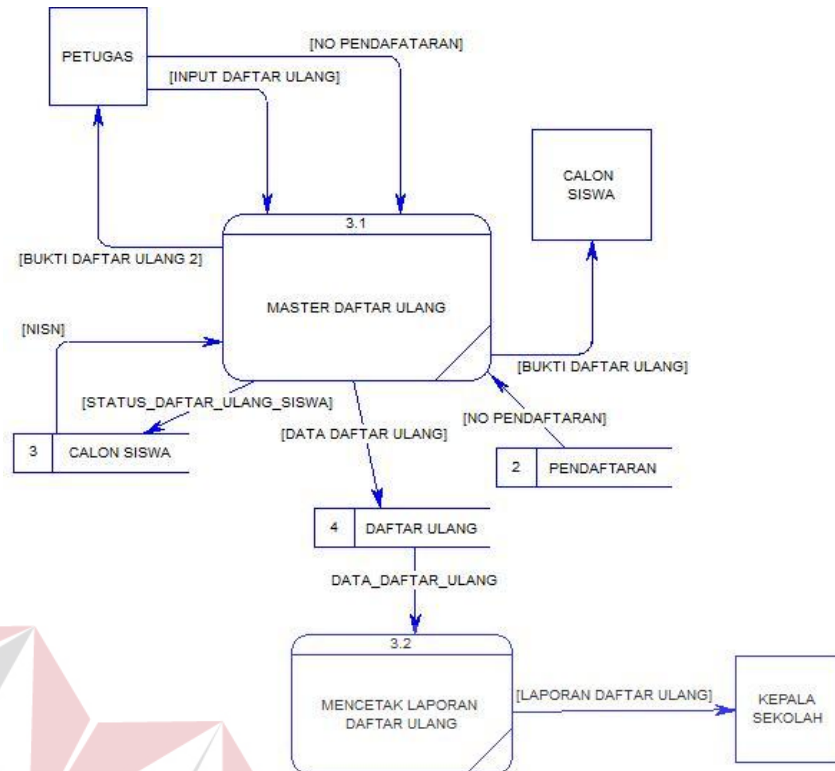 [NO PENDAFATARAN]
PETUGAS
[INPUT DAFTAR ULANG]
CALON
SISWA
3.1
[BUKTI DAFTAR ULANG 2]
MASTER DAFTAR ULANG
[NISN]
[BUKTI DAFTAR ULANG]
[STATUS_DAFTAR_ULANG_SISWA]
[NO PENDAFTARAN]
[DATA DAFTAR ULANG]
3 CALON SISWA
2 PENDAFTARAN
4 DAFTAR ULANG
DATA_DAFTAR_ULANG
3.2
[LAPORAN DAFTAR ULANG]
MENCETAK LAPORAN
DAFTAR ULANG
KEPALA
SEKOLAH